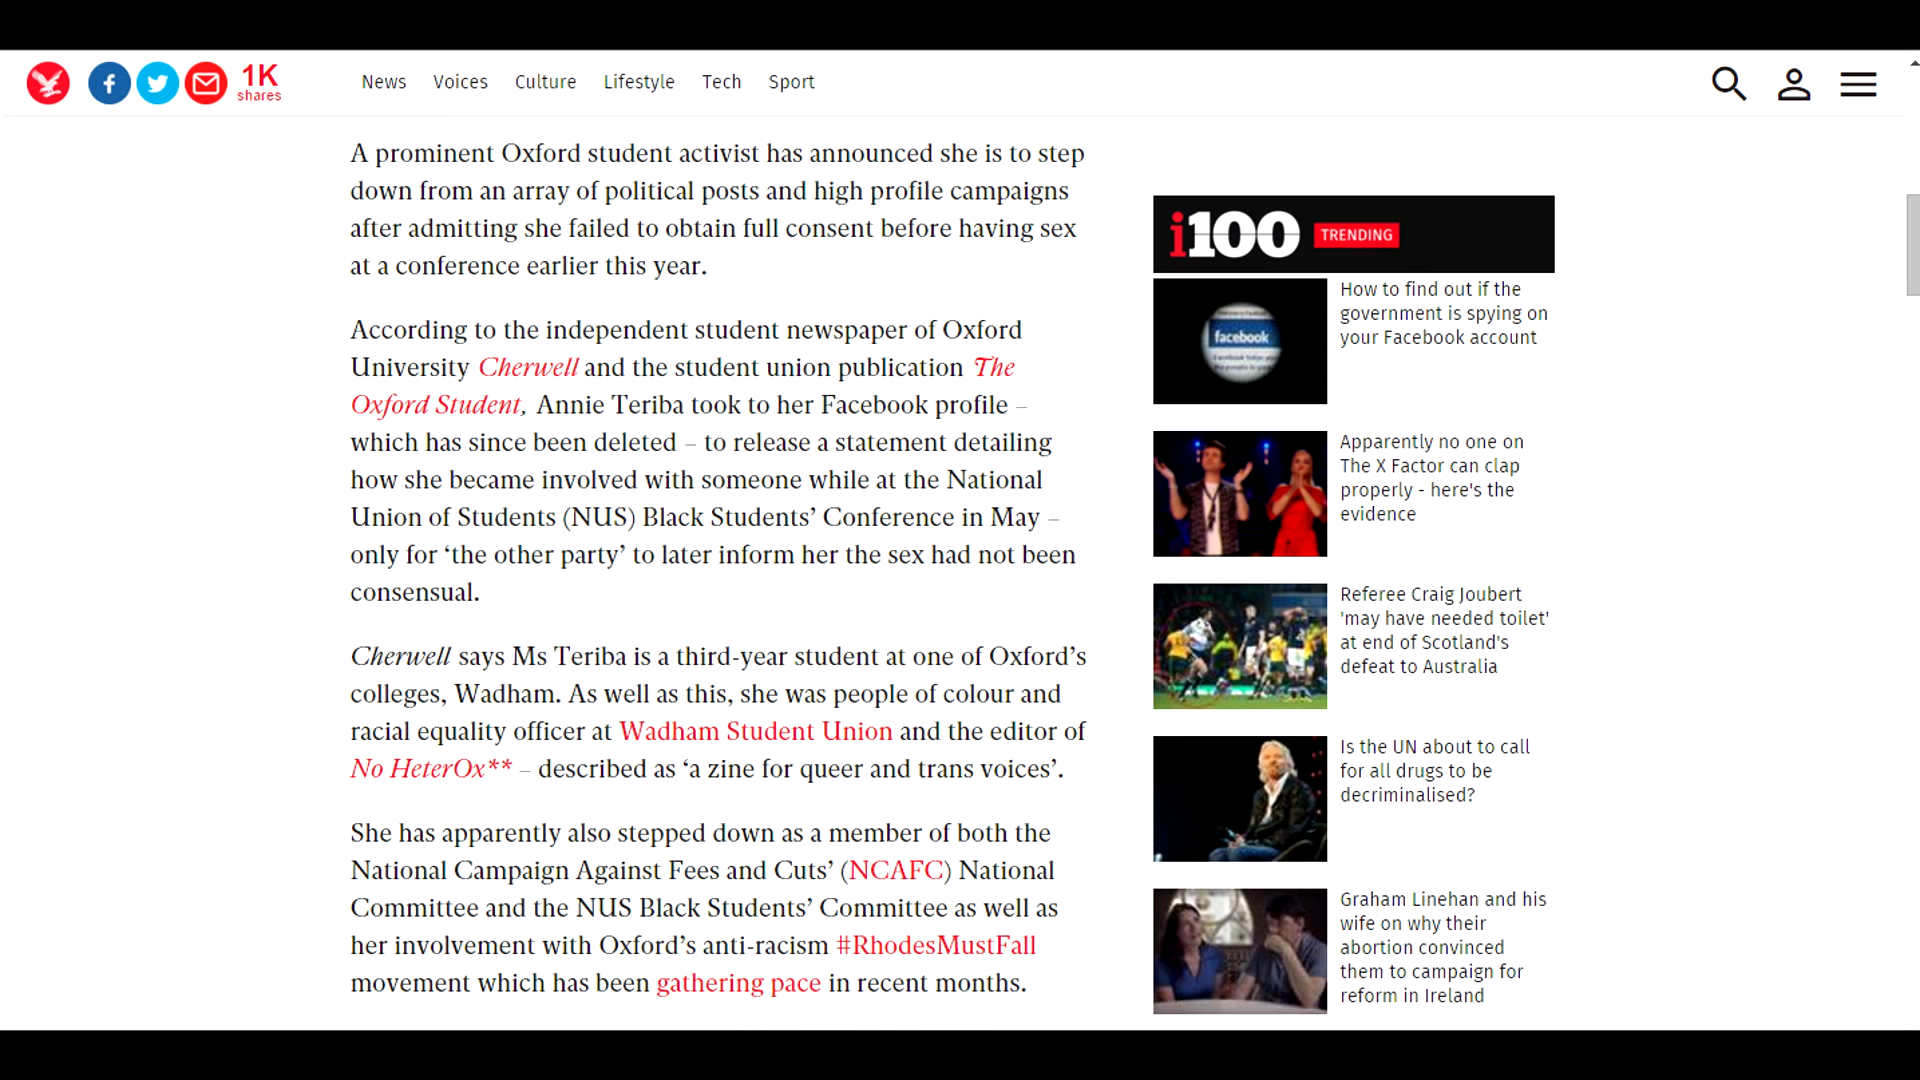 1K
shares
News Voices Culture Lifestyle Tech Sport
A prominent Oxford student activist has announced she is to step
down from an array of political posts and high profile campaigns
after admitting she failed to obtain full consent before having sex
at a conference earlier this year.
According to the independent student newspaper of Oxford
University Cherwell and the student union publication The
Oxford Student, Annie Teriba took to her Facebook profile –
which has since been deleted – to release a statement detailing
how she became involved with someone while at the National
Union of Students (NUS) Black Students’ Conference in May –
only for ‘the other party’ to later inform her the sex had not been
consensual.
Cherwell says Ms Teriba is a third-year student at one of Oxford’s
colleges, Wadham. As well as this, she was people of colour and
racial equality officer at Wadham Student Union and the editor of
No HeterOx** – described as ‘a zine for queer and trans voices’.
She has apparently also stepped down as a member of both the
National Campaign Against Fees and Cuts’ (NCAFC) National
Committee and the NUS Black Students’ Committee as well as
her involvement with Oxford’s anti-racism #RhodesMustFall
movement which has been gathering pace in recent months.
i100 TRENDING
facebook
How to find out if the
government is spying on
your Facebook account
Apparently no one on
The X Factor can clap
properly - here's the
evidence
Referee Craig Joubert
'may have needed toilet'
at end of Scotland's
defeat to Australia
Is the UN about to call
for all drugs to be
decriminalised?
Graham Linehan and his
wife on why their
abortion convinced
them to campaign for
reform in Ireland